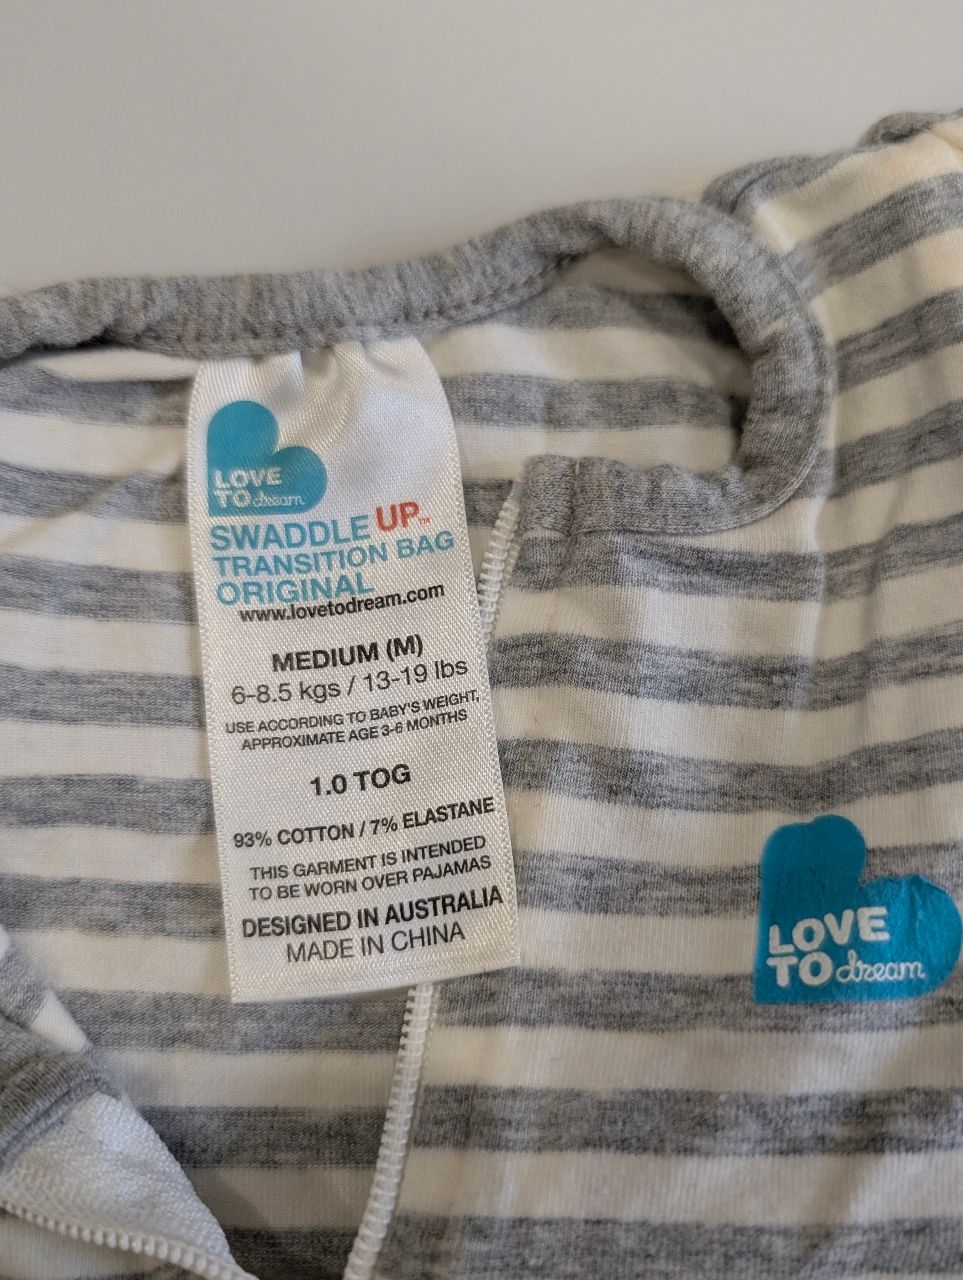 LOVE
TO dream
SWADDLE UP™
TRANSITION BAG
ORIGINAL
www.lovetodream.com
MEDIUM (M)
6-8.5 kgs / 13-19 lbs
USE ACCORDING TO BABY'S WEIGHT,
APPROXIMATE AGE 3-6 MONTHS
1.0 TOG
93% COTTON / 7% ELASTANE
THIS GARMENT IS INTENDED
TO BE WORN OVER PAJAMAS
DESIGNED IN AUSTRALIA
MADE IN CHINA
LOVE
TO dream